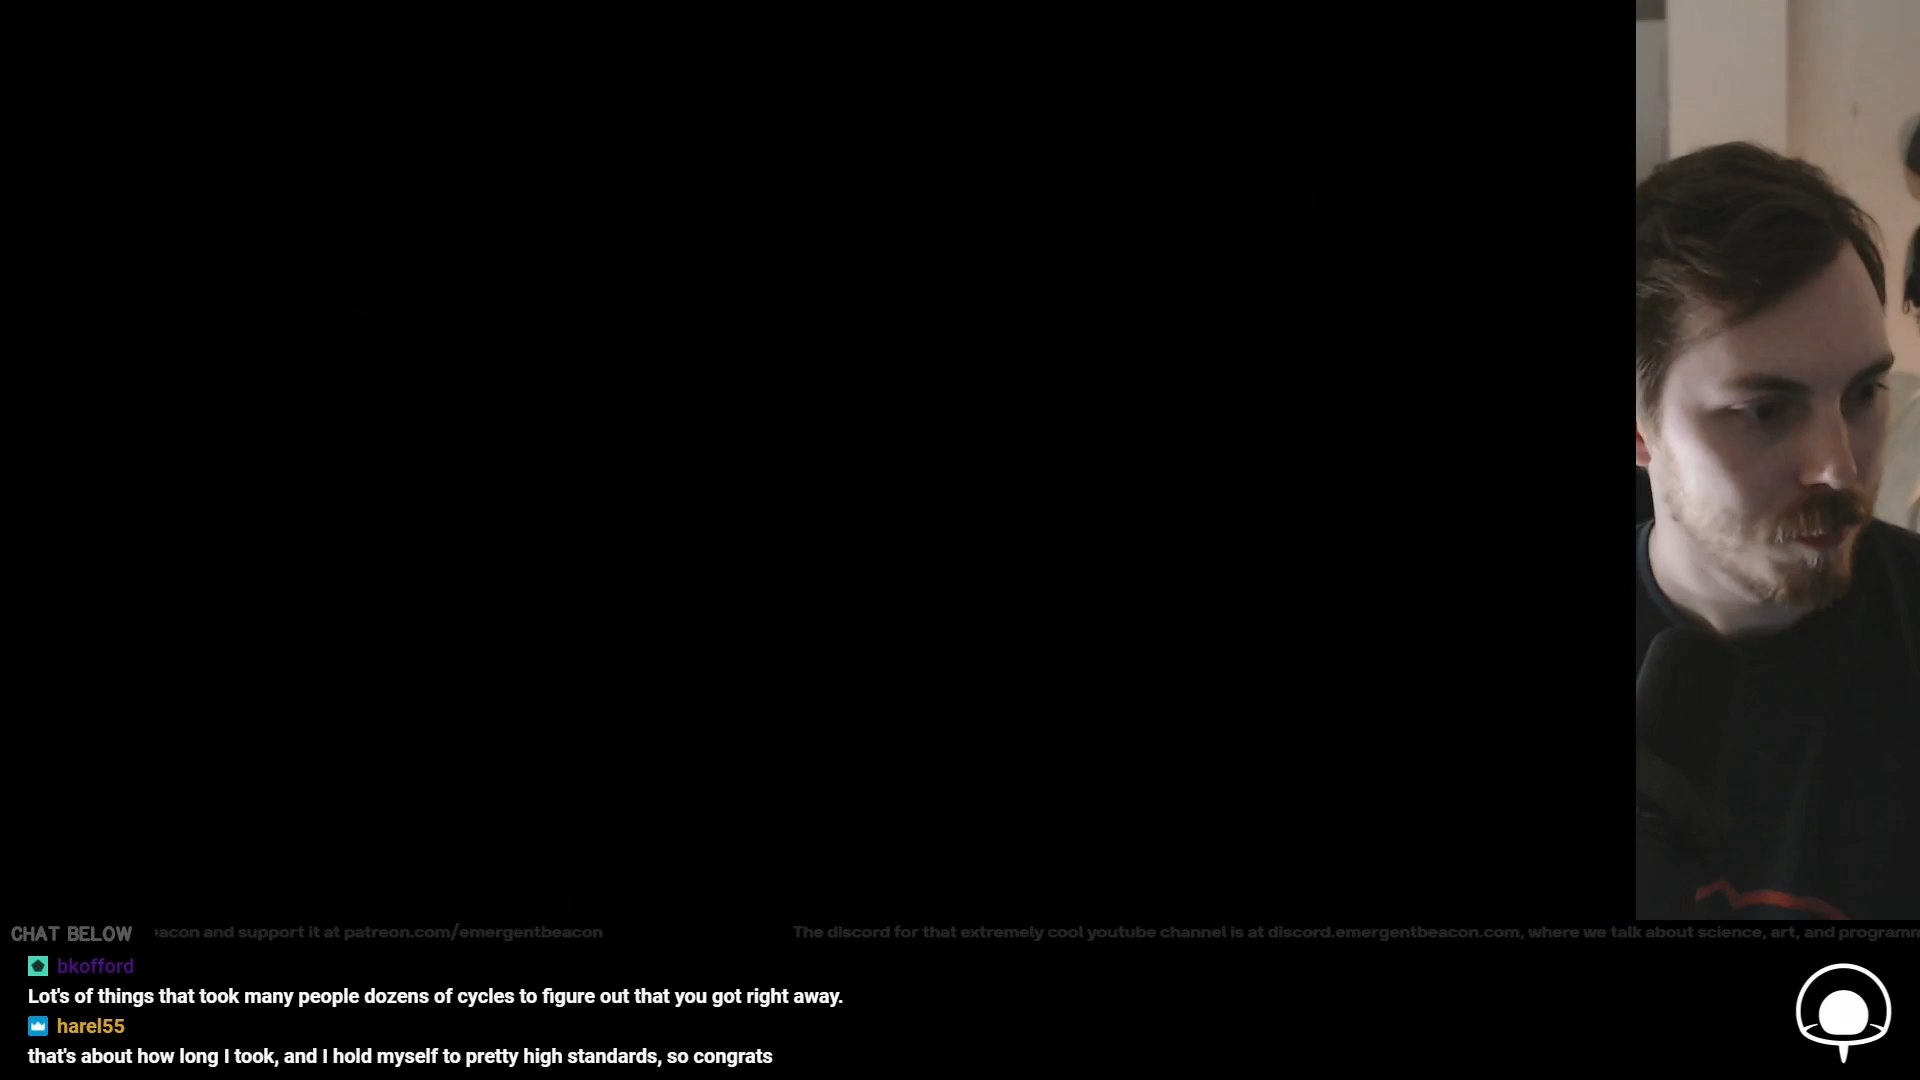 CHAT BELOW
eacon and support it at patreon.com/emergentbeacon The discord for that extremely cool youtube channel is at discord.emergentbeacon.com, where we talk about science, art, and programm
bkofford
Lot's of things that took many people dozens of cycles to figure out that you got right away.
harel55
that's about how long I took, and I hold myself to pretty high standards, so congrats